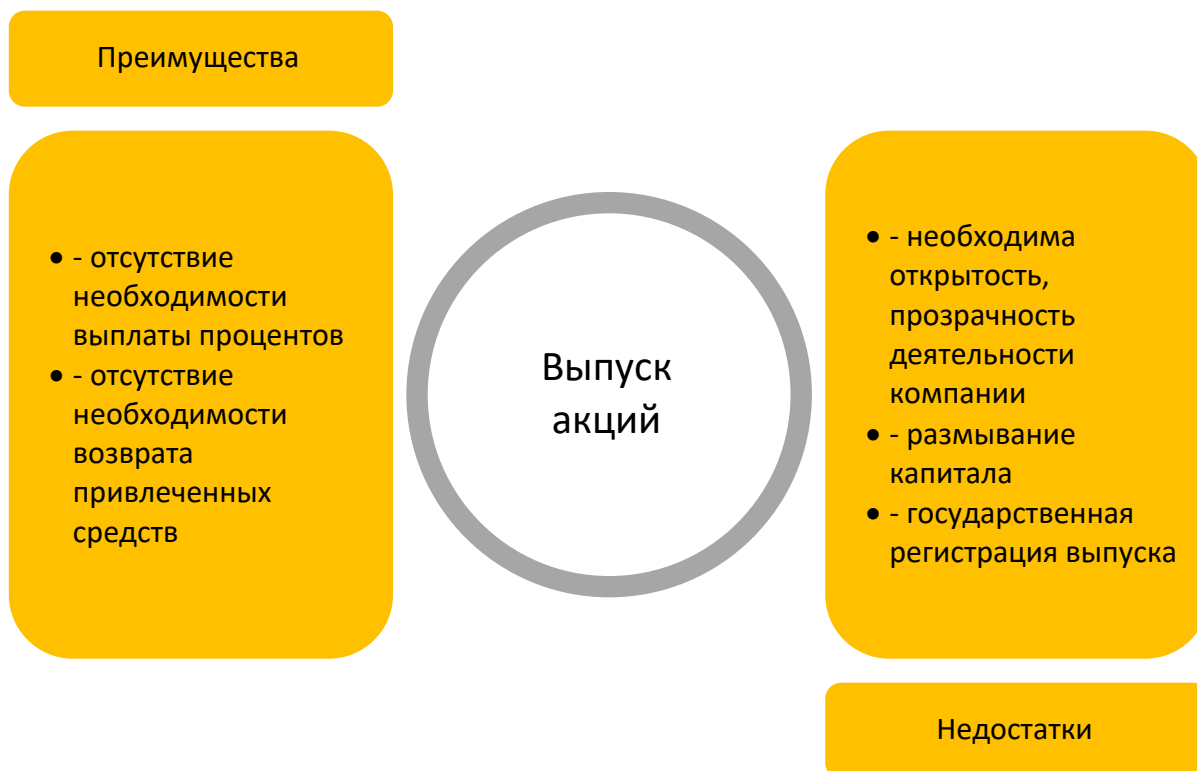 Преимущества
• - отсутствие
необходимости
выплаты процентов
• - отсутствие
необходимости
возврата
привлеченных
средств
Выпуск
акций
• - необходима
открытость,
прозрачность
деятельности
компании
• - размывание
капитала
• - государственная
регистрация выпуска
Недостатки